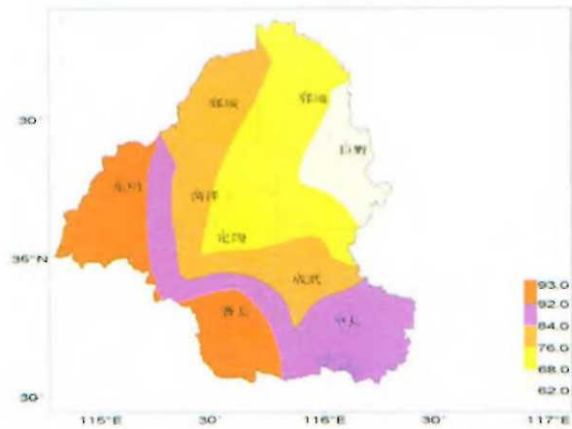 鄄城
郓城
30′
巨野
东明
菏泽
定陶
36°N
成武
93.0
92.0
曹县
单县
84.0
76.0
68.0
62.0
30′
115°E
30′
116°E
30′
117°E